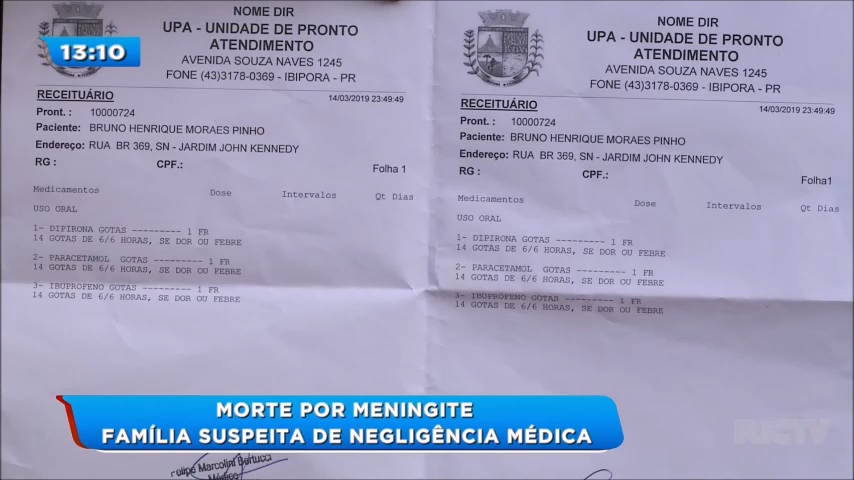 13:10
NOME DIR
UPA - UNIDADE DE PRONTO
ATENDIMENTO
AVENIDA SOUZA NAVES 1245
FONE (43)3178-0369 - IBIPORA - PR
RECEITUÁRIO
14/03/2019 23:49:49
Pront. : 10000724
Paciente: BRUNO HENRIQUE MORAES PINHO
Endereço: RUA BR 369, SN - JARDIM JOHN KENNEDY
RG : CPF.: Folha 1
Medicamentos Dose Intervalos Qt Dias
USO ORAL
1- DIPIRONA GOTAS --------- 1 FR
14 GOTAS DE 6/6 HORAS, SE DOR OU FEBRE
2- PARACETAMOL GOTAS --------- 1 FR
14 GOTAS DE 6/6 HORAS, SE DOR OU FEBRE
3- IBUPROFENO GOTAS --------- 1 FR
14 GOTAS DE 6/6 HORAS, SE DOR OU FEBRE
NOME DIR
UPA - UNIDADE DE PRONTO
ATENDIMENTO
AVENIDA SOUZA NAVES 1245
FONE (43)3178-0369 - IBIPORA - PR
RECEITUÁRIO
14/03/2019 23:49:49
Pront. : 10000724
Paciente: BRUNO HENRIQUE MORAES PINHO
Endereço: RUA BR 369, SN - JARDIM JOHN KENNEDY
RG : CPF.: Folha1
Medicamentos Dose Intervalos Qt Dias
USO ORAL
1- DIPIRONA GOTAS --------- 1 FR
14 GOTAS DE 6/6 HORAS, SE DOR OU FEBRE
2- PARACETAMOL GOTAS --------- 1 FR
14 GOTAS DE 6/6 HORAS, SE DOR OU FEBRE
3- IBUPROFENO GOTAS --------- 1 FR
14 GOTAS DE 6/6 HORAS, SE DOR OU FEBRE
MORTE POR MENINGITE
FAMÍLIA SUSPEITA DE NEGLIGÊNCIA MÉDICA
RICTV
Marcolini Bertucci
Médico